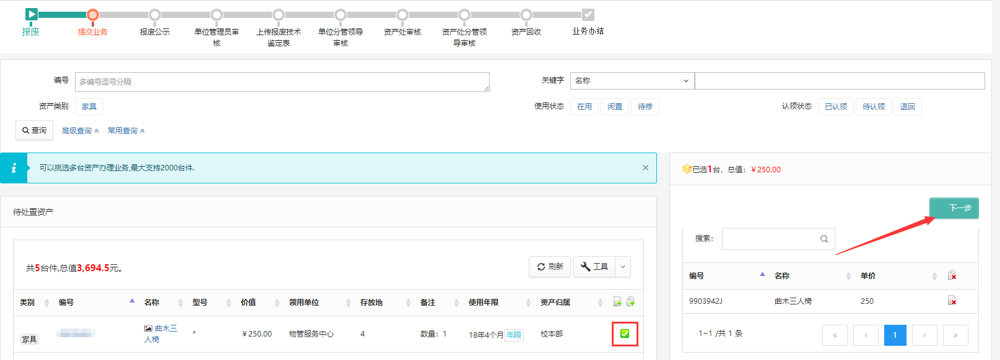 报废
提交业务
报废公示
单位管理员审
核
上传报废技术
鉴定表
单位分管领导
审核
资产处审核
资产处分管领
导审核
资产回收
业务办结
编号 多编号逗号分隔
关键字 名称
资产类别 家具
使用状态 在用 闲置 待修
认领状态 已认领 待认领 退回
查询 高级查询 常用查询
可以挑选多台资产办理业务,最大支持2000台件. ×
已选1台，总值：￥250.00
待处置资产
下一步
搜索：
共5台件,总值3,694.5元。
刷新 工具
编号 名称 单价
9903942J 曲木三人椅 250
1~1 /共 1 条 « ‹ 1 › »
类别 编号 名称 型号 价值 领用单位 存放地 备注 使用年限 资产归属
家具 曲木三
人椅 * ￥250.00 物管服务中心 4 数量：1 18年4个月 年限 校本部